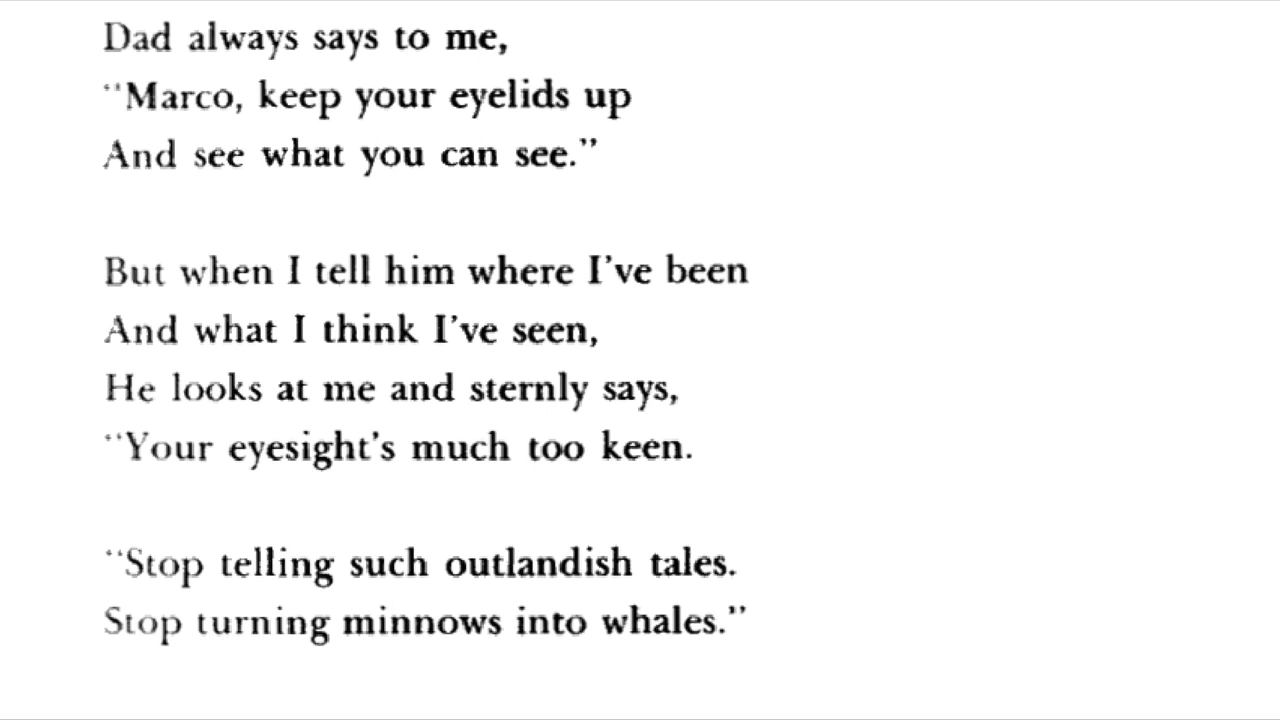 Dad always says to me,
“Marco, keep your eyelids up
And see what you can see.”
But when I tell him where I’ve been
And what I think I’ve seen,
He looks at me and sternly says,
“Your eyesight’s much too keen.
“Stop telling such outlandish tales.
Stop turning minnows into whales.”